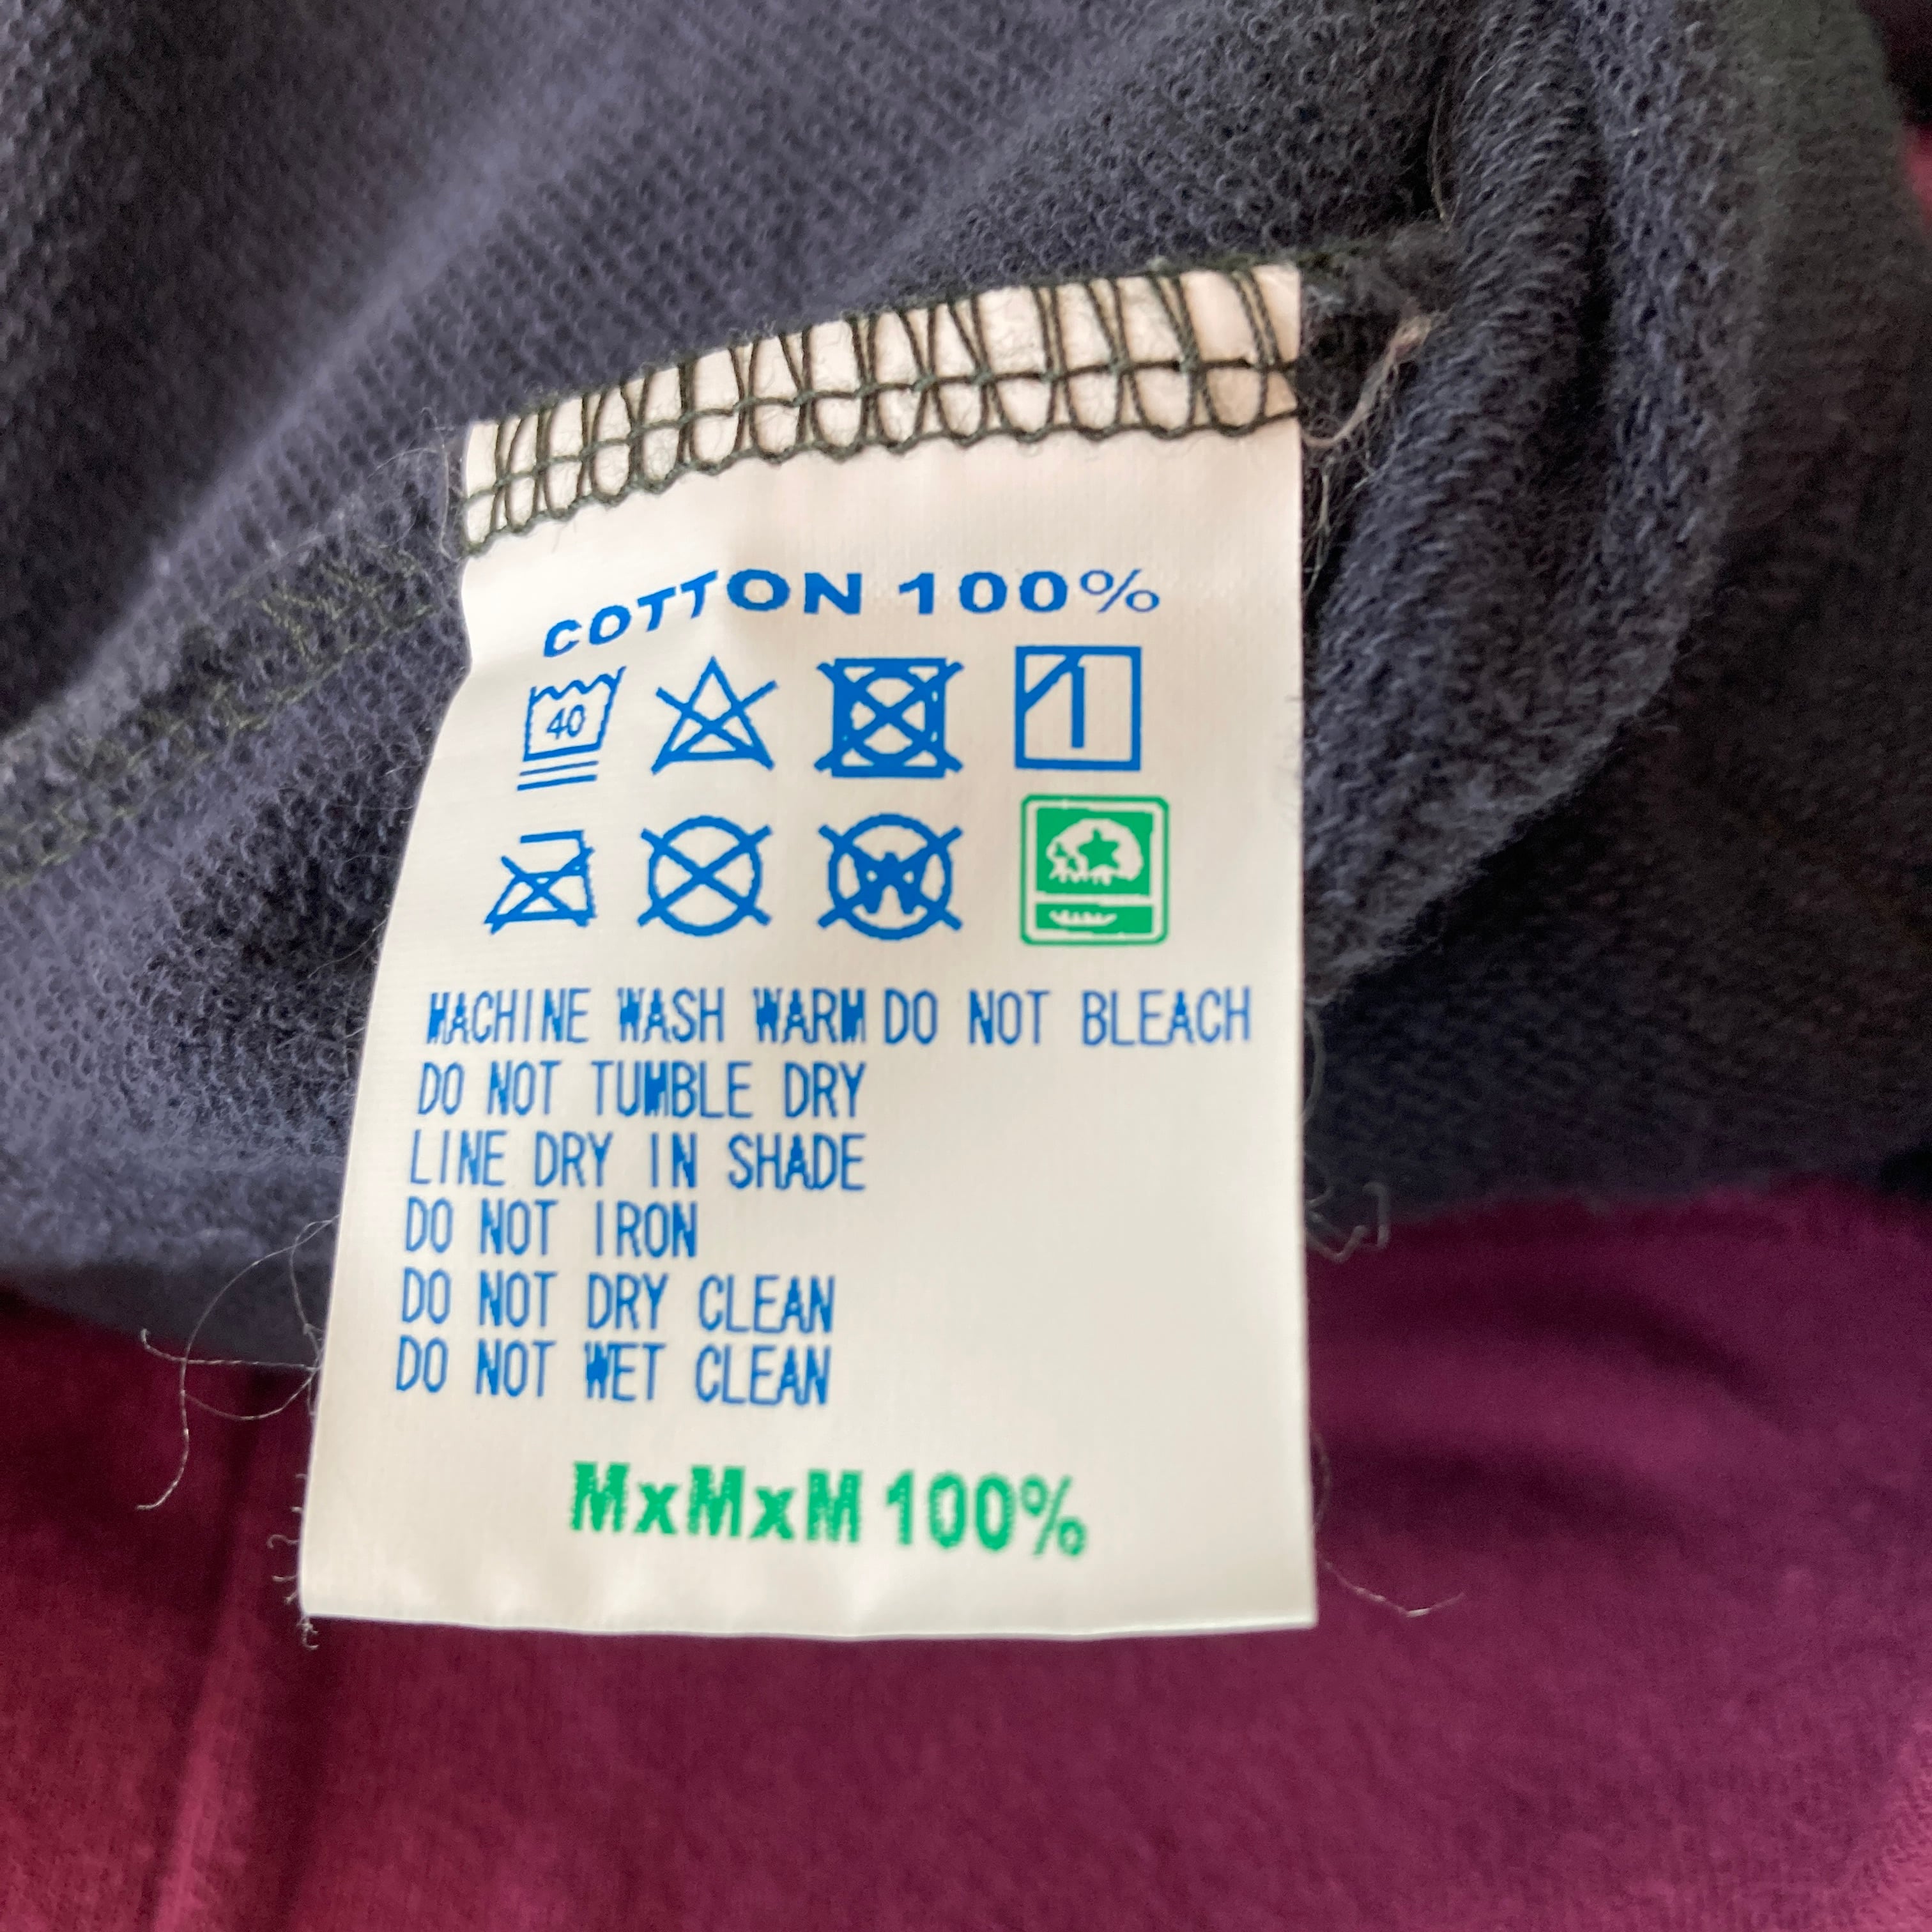 COTTON 100%
40
MACHINE WASH WARM DO NOT BLEACH
DO NOT TUMBLE DRY
LINE DRY IN SHADE
DO NOT IRON
DO NOT DRY CLEAN
DO NOT WET CLEAN
MxMxM 100%